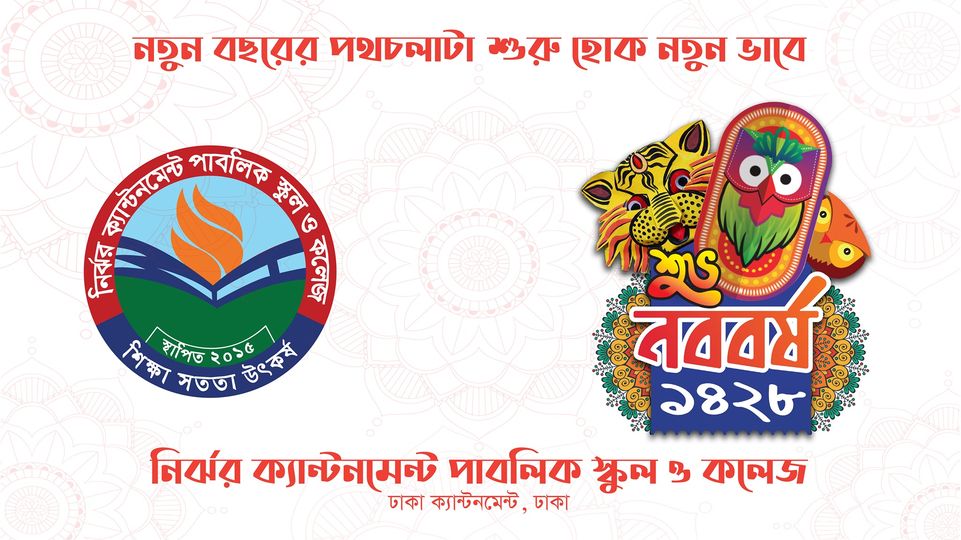 নতুন বছরের পথচলাটা শুরু হোক নতুন ভাবে
নির্ঝর ক্যান্টনমেন্ট পাবলিক স্কুল ও কলেজ
স্থাপিত ২০১৫
শিক্ষা সততা উৎকর্ষ
শুভ
নববর্ষ
১৪২৮
নির্ঝর ক্যান্টনমেন্ট পাবলিক স্কুল ও কলেজ
ঢাকা ক্যান্টনমেন্ট, ঢাকা